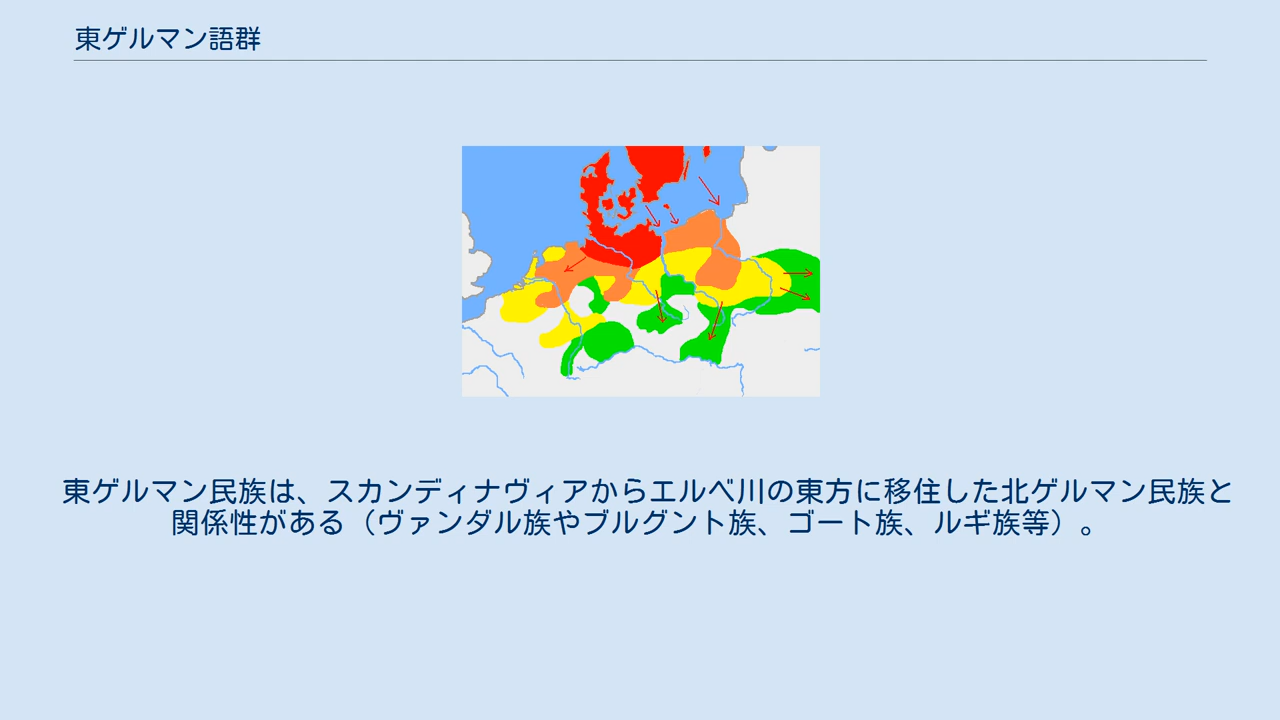 東ゲルマン語群
東ゲルマン民族は、スカンディナヴィアからエルベ川の東方に移住した北ゲルマン民族と
関係性がある（ヴァンダル族やブルグント族、ゴート族、ルギ族等）。